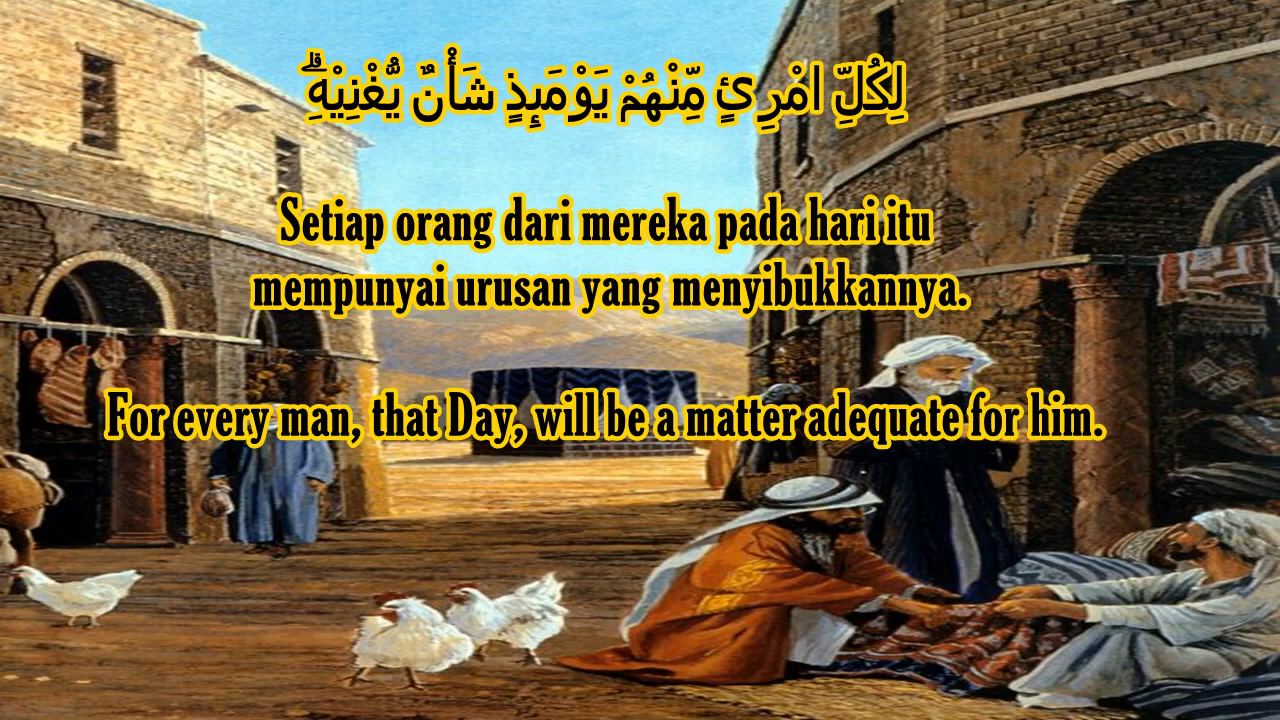 لِكُلِّ امْرِئٍ مِّنْهُمْ يَوْمَىِٕذٍ شَأْنٌ يُّغْنِيْهِۗ
Setiap orang dari mereka pada hari itu
mempunyai urusan yang menyibukkannya.
For every man, that Day, will be a matter adequate for him.